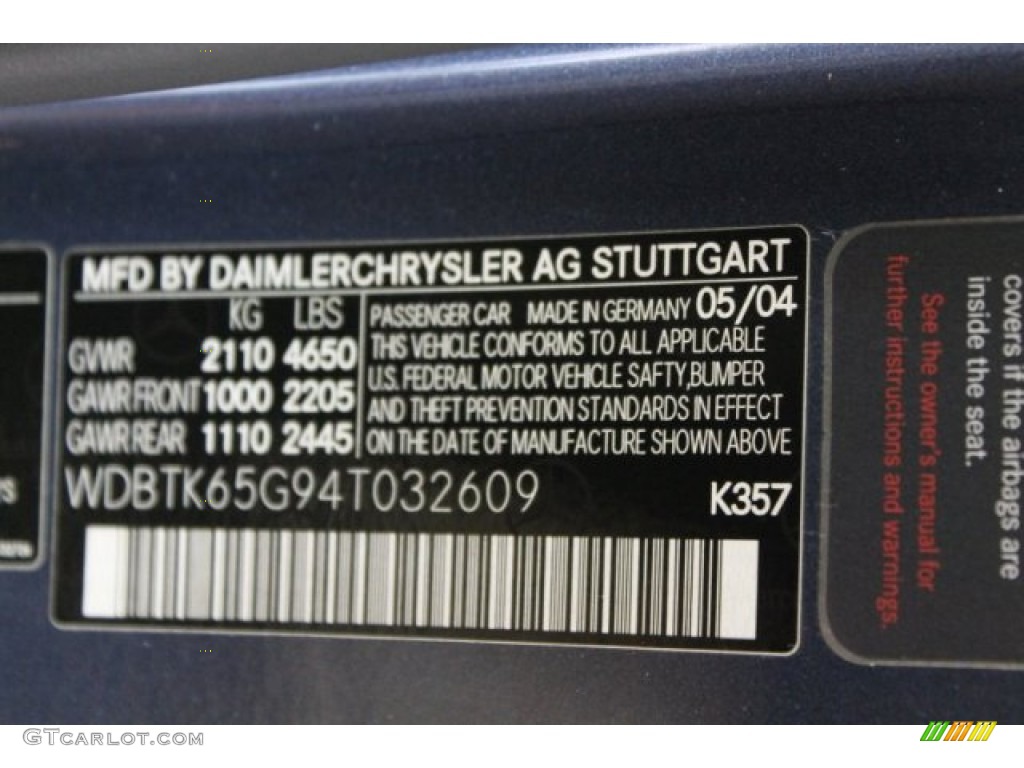 MFD BY DAIMLERCHRYSLER AG STUTTGART
KG LBS
GVWR 2110 4650
GAWR FRONT 1000 2205
GAWR REAR 1110 2445
PASSENGER CAR MADE IN GERMANY 05/04
THIS VEHICLE CONFORMS TO ALL APPLICABLE
U.S. FEDERAL MOTOR VEHICLE SAFTY,BUMPER
AND THEFT PREVENTION STANDARDS IN EFFECT
ON THE DATE OF MANUFACTURE SHOWN ABOVE
WDBTK65G94T032609
K357
covers if the airbags are
inside the seat.
See the owner's manual for
further instructions and warnings.
GTcarlot.com